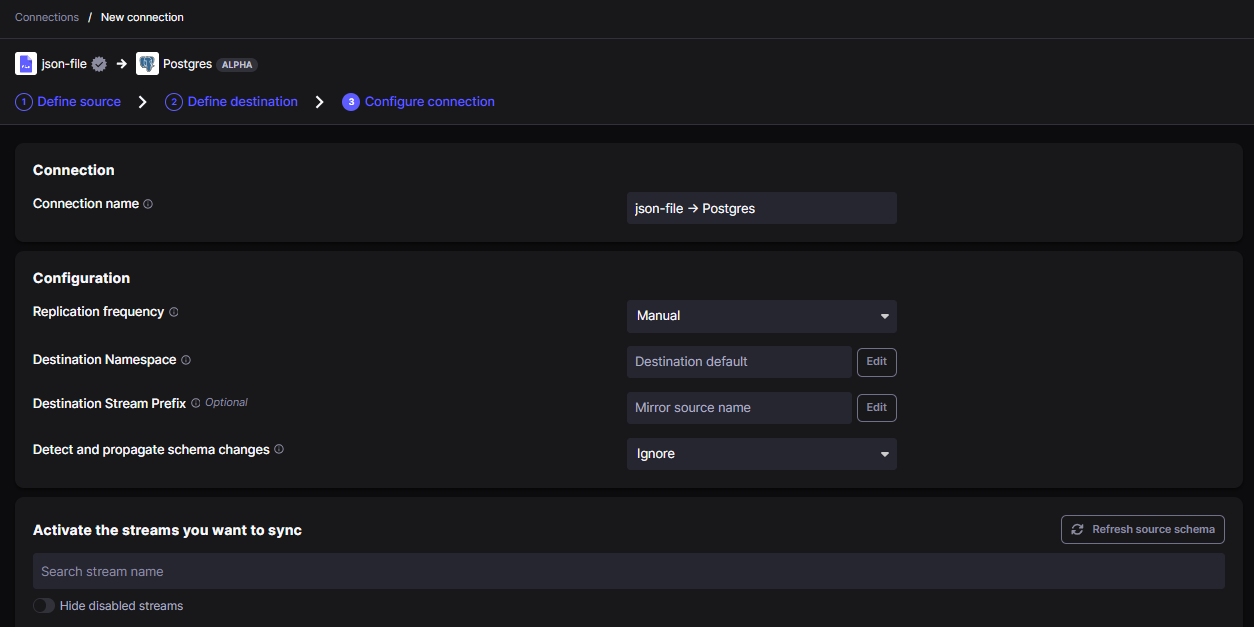 Connections / New connection
json-file → Postgres ALPHA
1 Define source > 2 Define destination > 3 Configure connection
Connection
Connection name json-file → Postgres
Configuration
Replication frequency Manual
Destination Namespace Destination default Edit
Destination Stream Prefix Optional Mirror source name Edit
Detect and propagate schema changes Ignore
Activate the streams you want to sync Refresh source schema
Search stream name
Hide disabled streams